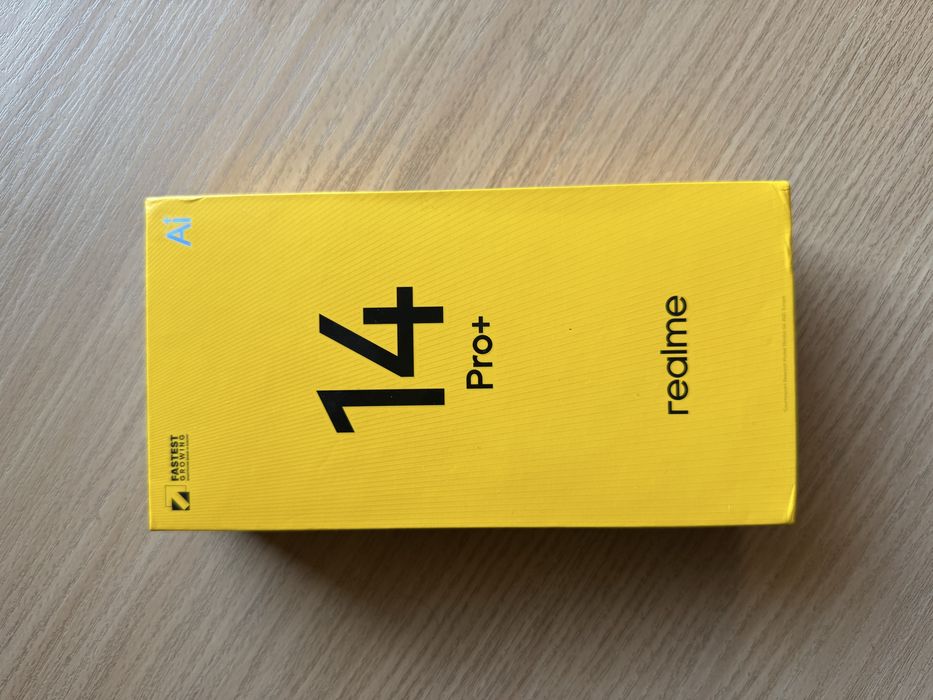 FASTEST
GROWING
Ai
14
Pro+
realme